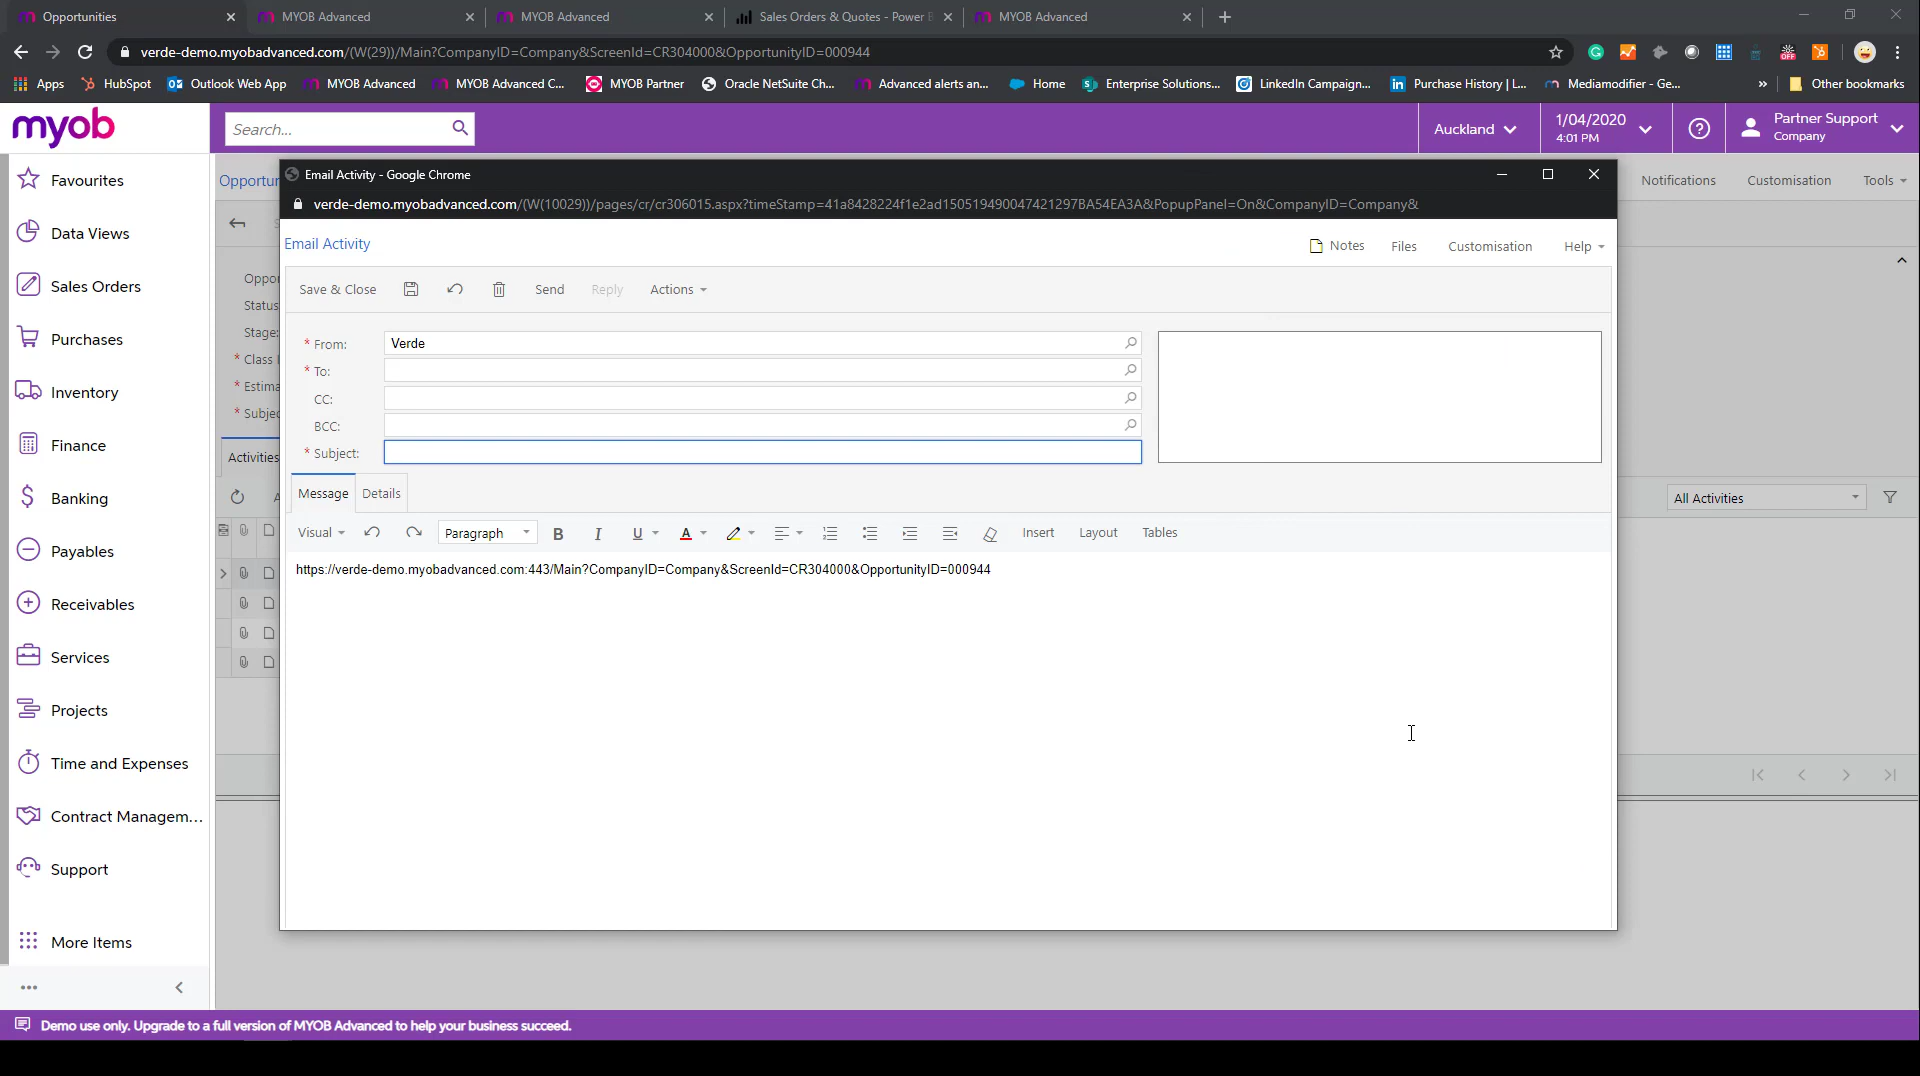 Opportunities
MYOB Advanced
MYOB Advanced
Sales Orders & Quotes - Power B
MYOB Advanced
verde-demo.myobadvanced.com/(W(29))/Main?CompanyID=Company&ScreenId=CR304000&OpportunityID=000944
Apps HubSpot Outlook Web App MYOB Advanced MYOB Advanced C... MYOB Partner Oracle NetSuite Ch... Advanced alerts an... Home Enterprise Solutions... LinkedIn Campaign... Purchase History | L... Mediamodifier - Ge... » Other bookmarks
myob
Search...
Auckland
1/04/2020
4:01 PM
Partner Support
Company
Favourites
Data Views
Sales Orders
Purchases
Inventory
Finance
Banking
Payables
Receivables
Services
Projects
Time and Expenses
Contract Managem...
Support
More Items
Opportun
Notifications Customisation Tools
Oppor
Status
Stage:
* Class I
* Estima
* Subjec
Activities
All Activities
Email Activity - Google Chrome
verde-demo.myobadvanced.com/(W(10029))/pages/cr/cr306015.aspx?timeStamp=41a8428224f1e2ad150519490047421297BA54EA3A&PopupPanel=On&CompanyID=Company&
Email Activity
Notes Files Customisation Help
Save & Close Send Reply Actions
* From: Verde
* To:
CC:
BCC:
* Subject:
Message Details
Visual Paragraph B I U A Insert Layout Tables
https://verde-demo.myobadvanced.com:443/Main?CompanyID=Company&ScreenId=CR304000&OpportunityID=000944
Demo use only. Upgrade to a full version of MYOB Advanced to help your business succeed.